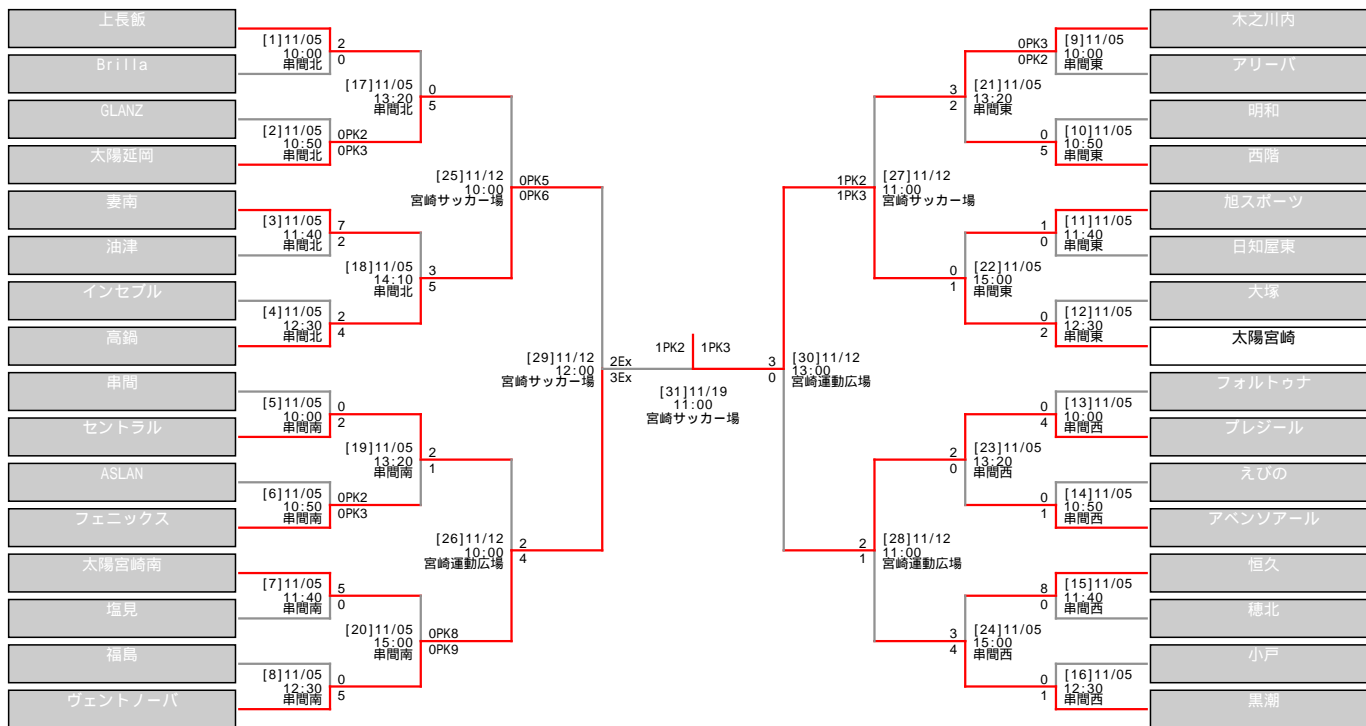 上長飯
Brilla
GLANZ
太陽延岡
妻南
油津
インセプル
高鍋
串間
セントラル
ASLAN
フェニックス
太陽宮崎南
塩見
福島
ヴェントノーバ
[1]11/05
10:00
串間北
2
0
[2]11/05
10:50
串間北
0PK2
0PK3
[3]11/05
11:40
串間北
7
2
[4]11/05
12:30
串間北
2
4
[5]11/05
10:00
串間南
0
2
[6]11/05
10:50
串間南
0PK2
0PK3
[7]11/05
11:40
串間南
5
0
[8]11/05
12:30
串間南
0
5
[17]11/05
13:20
串間北
0
5
[18]11/05
14:10
串間北
3
5
[19]11/05
13:20
串間南
2
1
[20]11/05
15:00
串間南
0PK8
0PK9
[25]11/12
10:00
宮崎サッカー場
0PK5
0PK6
[26]11/12
10:00
宮崎運動広場
2
4
[29]11/12
12:00
宮崎サッカー場
2Ex
3Ex
1PK2
1PK3
[31]11/19
11:00
宮崎サッカー場
3
0
[30]11/12
13:00
宮崎運動広場
1PK2
1PK3
[27]11/12
11:00
宮崎サッカー場
2
1
[28]11/12
11:00
宮崎運動広場
3
2
[21]11/05
13:20
串間東
0
1
[22]11/05
15:00
串間東
2
0
[23]11/05
13:20
串間西
3
4
[24]11/05
15:00
串間西
0PK3
0PK2
[9]11/05
10:00
串間東
0
5
[10]11/05
10:50
串間東
1
0
[11]11/05
11:40
串間東
0
2
[12]11/05
12:30
串間東
0
4
[13]11/05
10:00
串間西
0
1
[14]11/05
10:50
串間西
8
0
[15]11/05
11:40
串間西
0
1
[16]11/05
12:30
串間西
木之川内
アリーバ
明和
西階
旭スポーツ
日知屋東
大塚
太陽宮崎
フォルトゥナ
プレジール
えびの
アベンソアール
恒久
穂北
小戸
黒潮